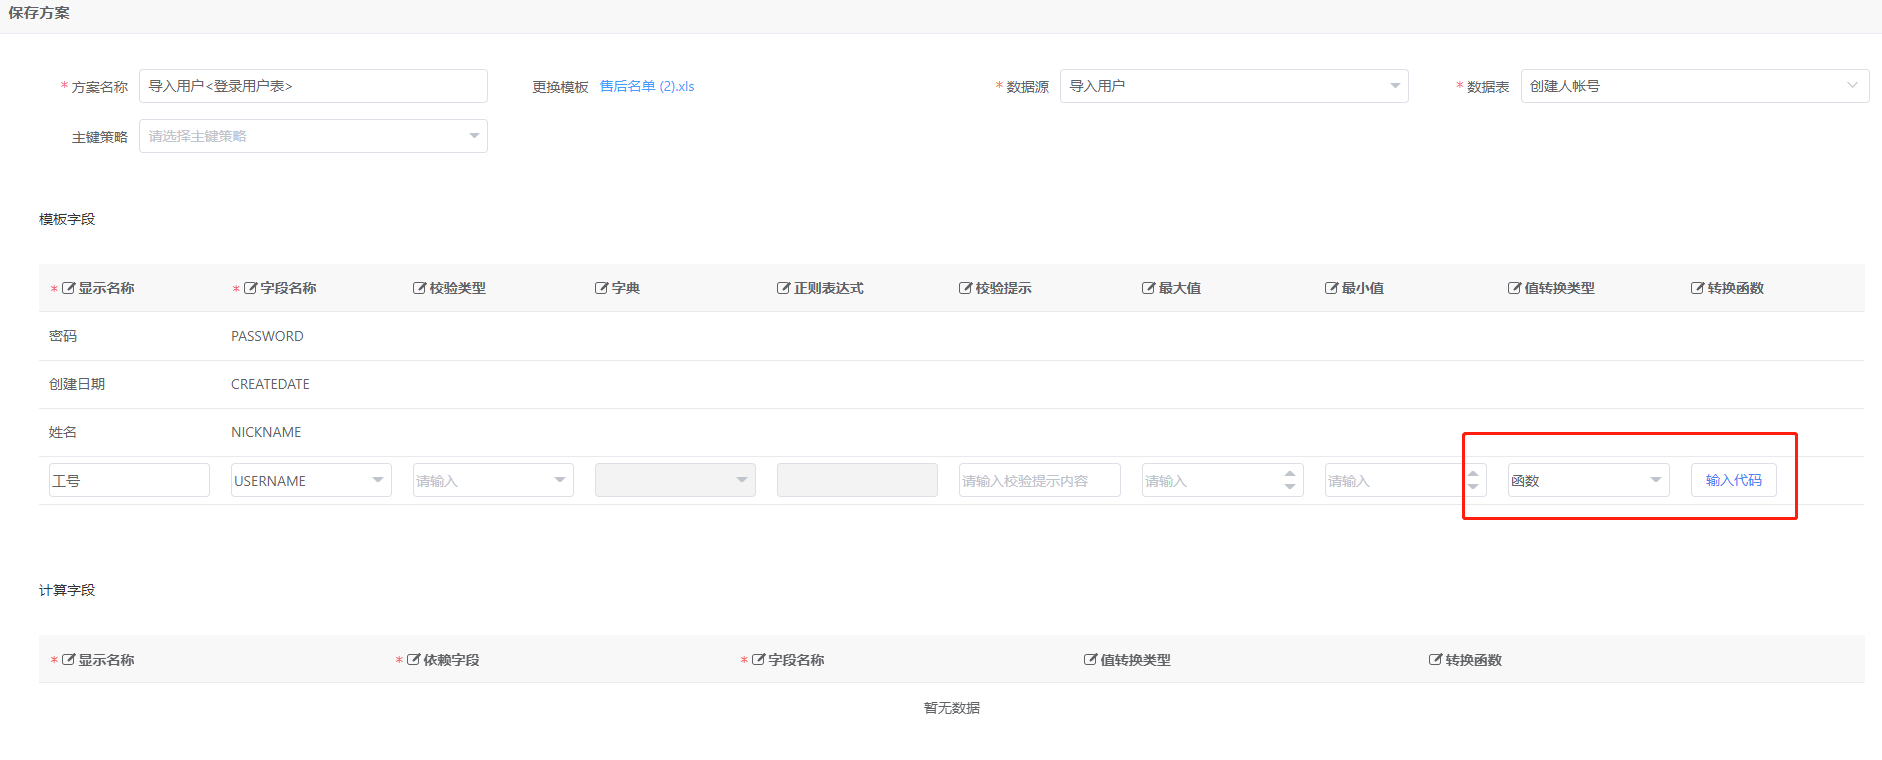 保存方案
* 方案名称 导入用户<登录用户表> 更换模板 售后名单 (2).xls * 数据源 导入用户 * 数据表 创建人帐号
主键策略 请选择主键策略
模板字段
* 显示名称 * 字段名称 校验类型 字典 正则表达式 校验提示 最大值 最小值 值转换类型 转换函数
密码 PASSWORD
创建日期 CREATEDATE
姓名 NICKNAME
工号 USERNAME 请输入 请输入校验提示内容 请输入 请输入 函数 输入代码
计算字段
* 显示名称 * 依赖字段 * 字段名称 值转换类型 转换函数
暂无数据